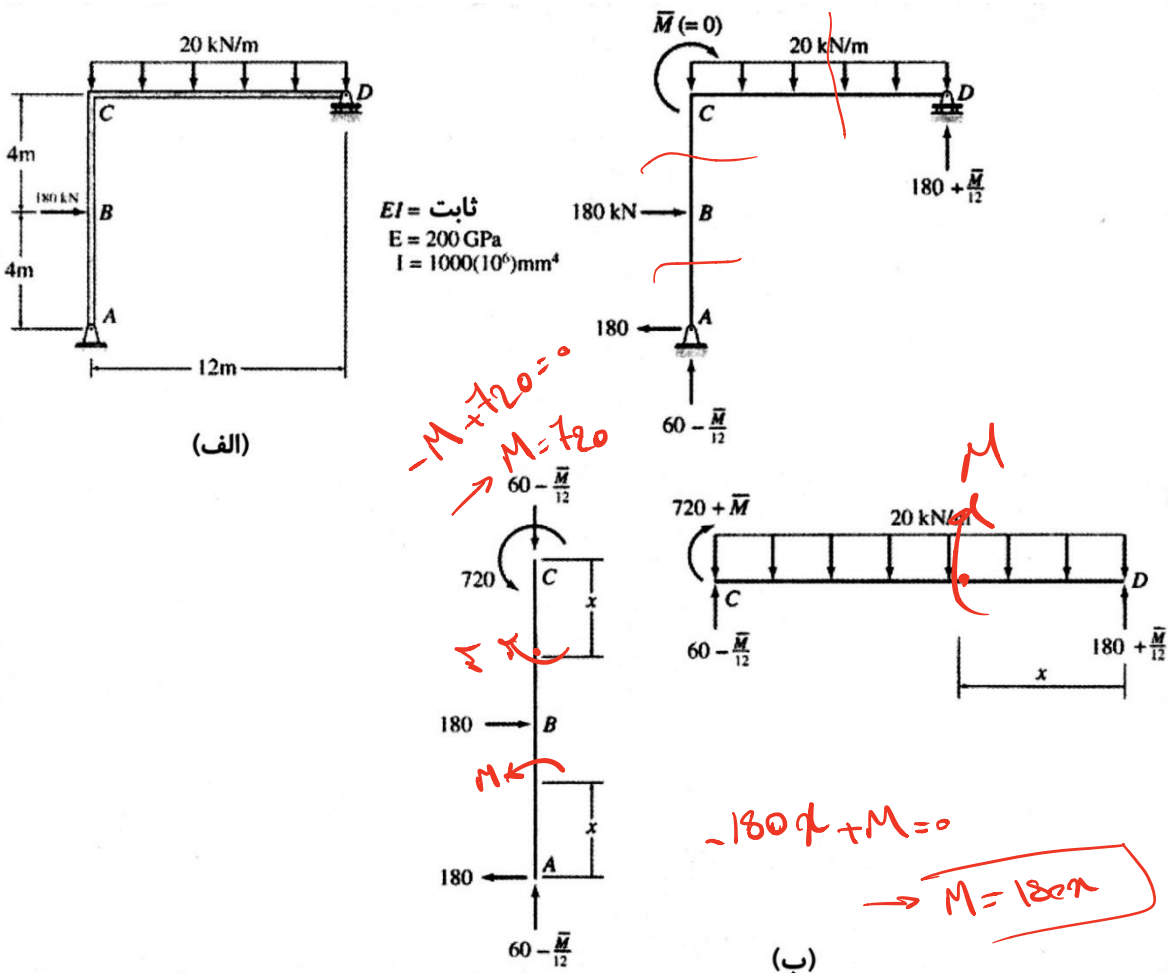 20 kN/m
D
C
4m
180 kN
B
4m
A
12m
(الف)
EI = ثابت
E = 200 GPa
I = 1000(10⁶)mm⁴
M̄ (= 0)
20 kN/m
D
C
180 + M̄/12
180 kN
B
180
A
60 - M̄/12
-M+720=0
→ M=720
60 - M̄/12
720
C
x
180
B
M
x
180
A
60 - M̄/12
M
720 + M̄
20 kN/m
C
D
60 - M̄/12
180 + M̄/12
x
-180x+M=0
→ M=180x
(ب)